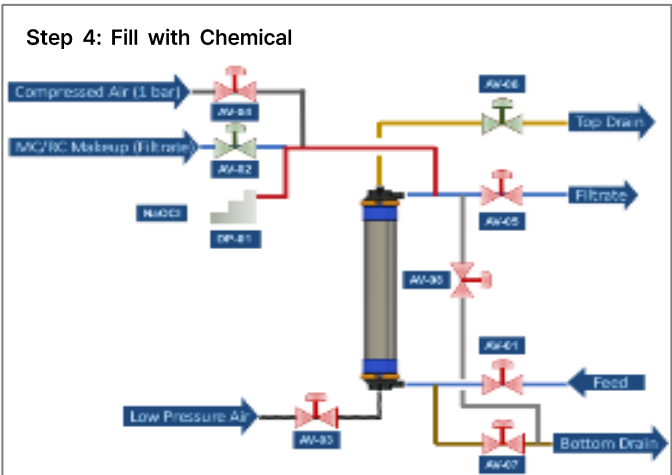 Step 4: Fill with Chemical
Compressed Air (1 bar)
AV-04
AV-06
Top Drain
MC/RC Makeup (Filtrate)
AV-02
NaOCl
DP-01
Filtrate
AV-05
AV-01
Feed
Low Pressure Air
AV-03
Bottom Drain
AV-07